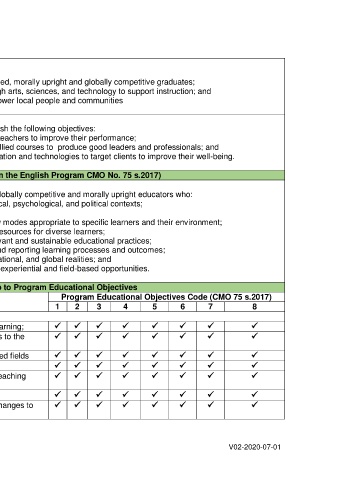 ed, morally upright and globally competitive graduates;
gh arts, sciences, and technology to support instruction; and
ower local people and communities
sh the following objectives:
eachers to improve their performance;
llied courses to produce good leaders and professionals; and
ation and technologies to target clients to improve their well-being.
n the English Program CMO No. 75 s.2017)
lobally competitive and morally upright educators who:
cal, psychological, and political contexts;
modes appropriate to specific learners and their environment;
esources for diverse learners;
vant and sustainable educational practices;
nd reporting learning processes and outcomes;
ational, and global realities; and
experiential and field-based opportunities.
p to Program Educational Objectives
Program Educational Objectives Code (CMO 75 s.2017)
1 2 3 4 5 6 7 8
arning; ✓ ✓ ✓ ✓ ✓ ✓ ✓ ✓
s to the ✓ ✓ ✓ ✓ ✓ ✓ ✓ ✓
ed fields ✓ ✓ ✓ ✓ ✓ ✓ ✓ ✓
✓ ✓ ✓ ✓ ✓ ✓ ✓ ✓
eaching ✓ ✓ ✓ ✓ ✓ ✓ ✓ ✓
✓ ✓ ✓ ✓ ✓ ✓ ✓ ✓
hanges to ✓ ✓ ✓ ✓ ✓ ✓ ✓ ✓
V02-2020-07-01